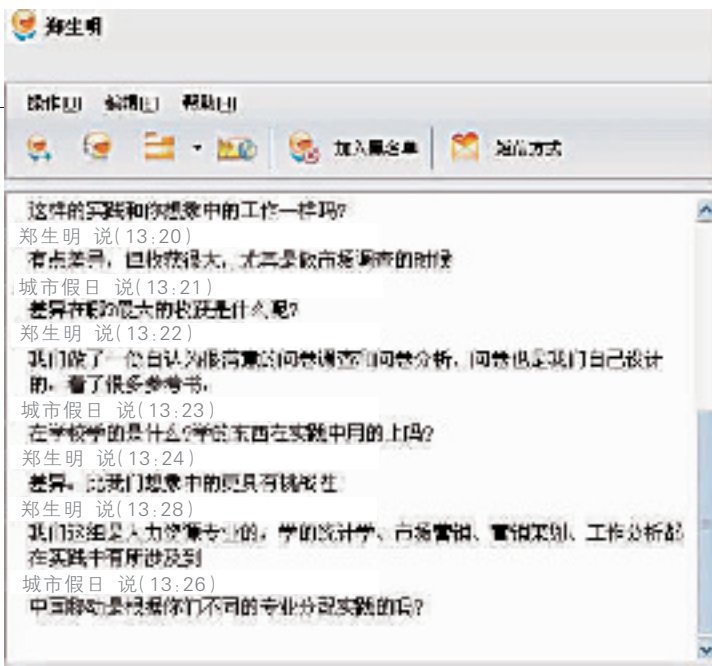 郑生明
操作(U) 编辑(E) 帮助(H)
加入黑名单 通信方式
这样的实践和你想象中的工作一样吗?
郑生明 说(13:20)
有点差异,但收获很大,尤其是做市场调查的时候
城市假日 说(13:21)
差异在哪?很大的收获是什么呢?
郑生明 说(13:22)
我们做了一份自认为很满意的问卷调查和问卷分析,问卷也是我们自己设计
的,看了很多参考书,
城市假日 说(13:23)
在学校学的是什么?学的东西在实践中用的上吗?
郑生明 说(13:24)
差异,比我们想象中的更具有挑战性
郑生明 说(13:28)
我们这组是人力资源专业的,学的统计学、市场营销、营销策划、工作分析都
在实践中有所涉及到
城市假日 说(13:26)
中国移动是根据你们不同的专业分配实践的吗?